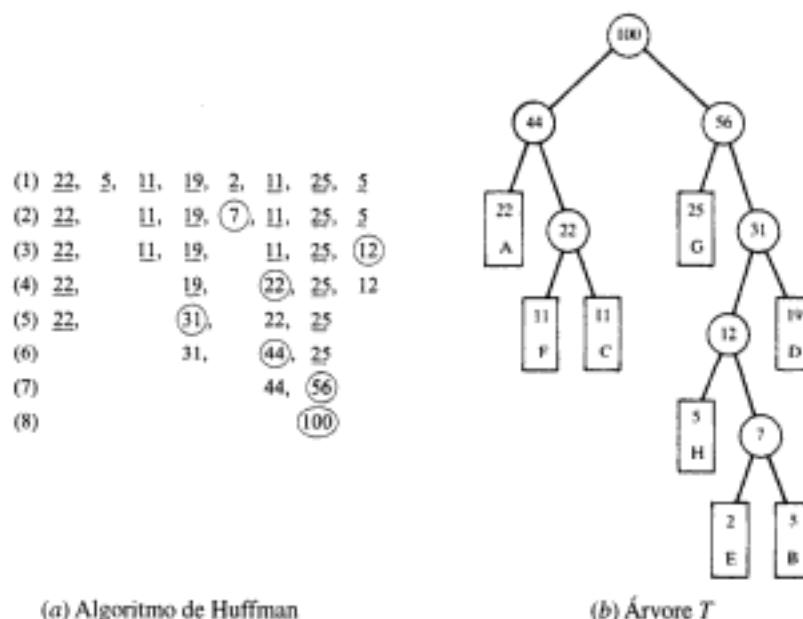 (1) 22, 5, 11, 19, 2, 11, 25, 5
(2) 22, 11, 19, 7, 11, 25, 5
(3) 22, 11, 19, 11, 25, 12
(4) 22, 19, 22, 25, 12
(5) 22, 31, 22, 25
(6) 31, 44, 25
(7) 44, 56
(8) 100
(a) Algoritmo de Huffman
100
44 56
22 25
A 22 G 31
11 11 12 19
F C D
5 7
H
2 5
E B
(b) Árvore T